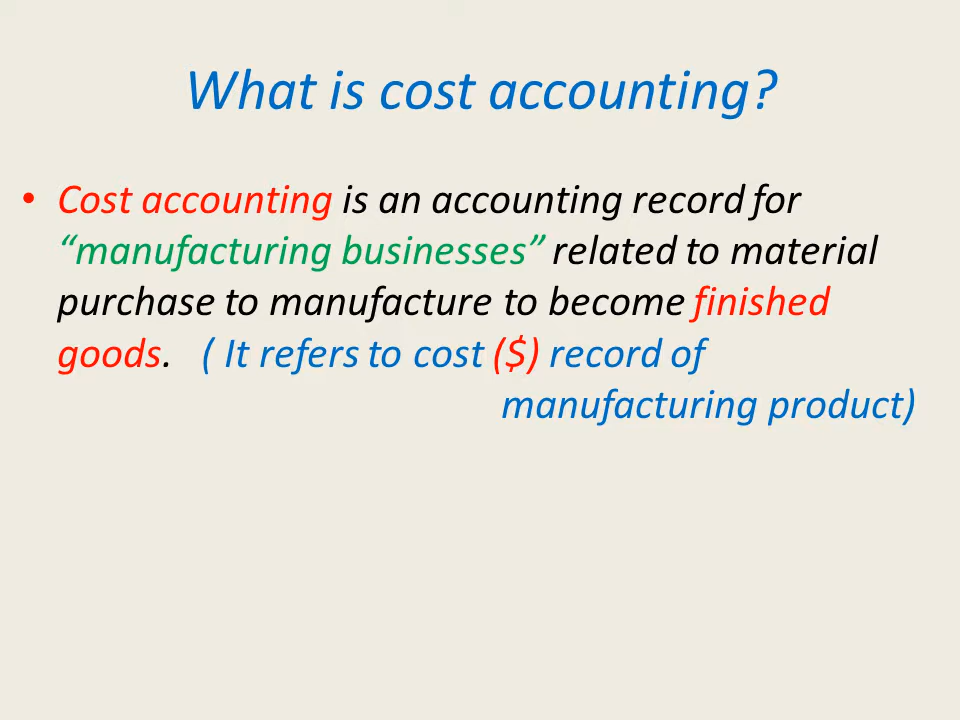 What is cost accounting?
• Cost accounting is an accounting record for
“manufacturing businesses” related to material
purchase to manufacture to become finished
goods. ( It refers to cost ($) record of
manufacturing product)